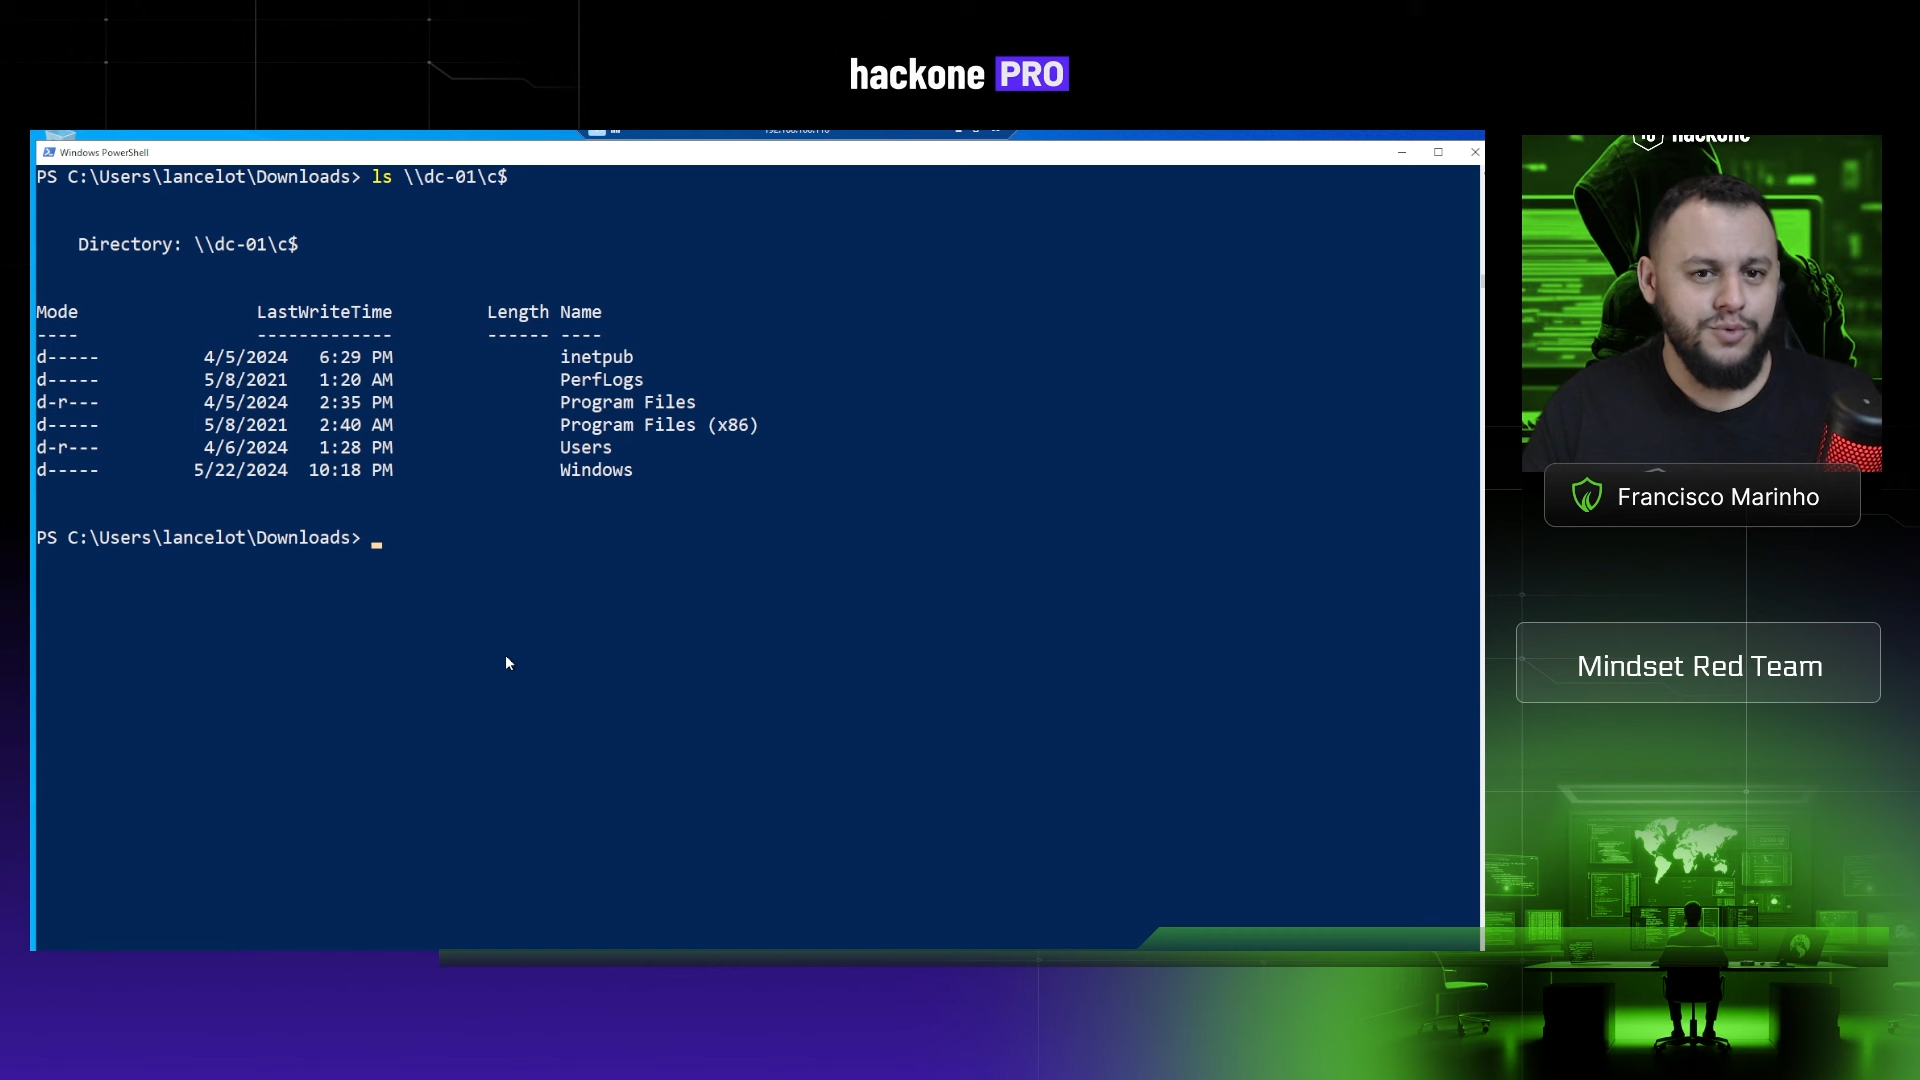 hackone PRO
Windows PowerShell
PS C:\Users\lancelot\Downloads> ls \\dc-01\c$
Directory: \\dc-01\c$
Mode LastWriteTime Length Name
---- ------------- ------ ----
d----- 4/5/2024 6:29 PM inetpub
d----- 5/8/2021 1:20 AM PerfLogs
d-r--- 4/5/2024 2:35 PM Program Files
d----- 5/8/2021 2:40 AM Program Files (x86)
d-r--- 4/6/2024 1:28 PM Users
d----- 5/22/2024 10:18 PM Windows
PS C:\Users\lancelot\Downloads>
hackone
Francisco Marinho
Mindset Red Team